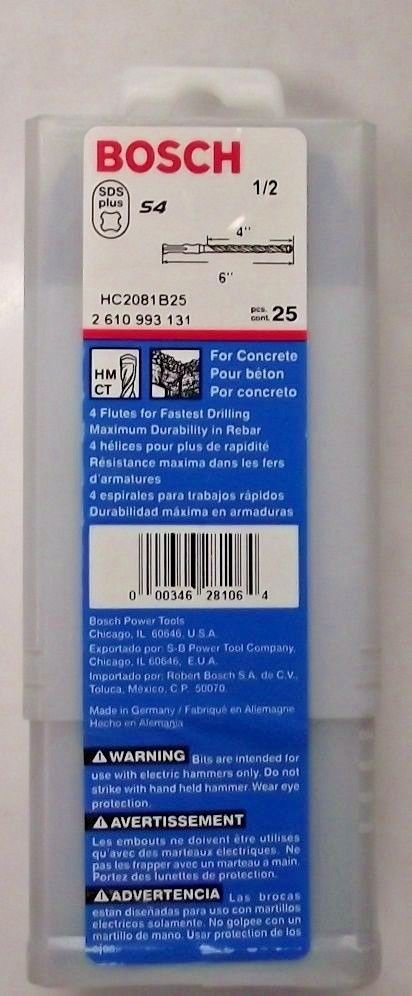 BOSCH
SDS
plus
S4
1/2
4"
6"
HC2081B25
2 610 993 131
pcs.
cont. 25
HM
CT
For Concrete
Pour béton
Por concreto
4 Flutes for Fastest Drilling
Maximum Durability in Rebar
4 hélices pour plus de rapidité
Résistance maxima dans les fers
d'armatures
4 espirales para trabajos rápidos
Durabilidad máxima en armaduras
0 00346 28106 4
Bosch Power Tools
Chicago, IL 60646, U.S.A.
Exportado por: S-B Power Tool Company,
Chicago, IL 60646, E.U.A.
Importado por: Robert Bosch S.A. de C.V.,
Toluca, México, C.P. 50070.
Made in Germany / Fabriqué en Allemagne
Hecho en Alemania
WARNING Bits are intended for
use with electric hammers only. Do not
strike with hand held hammer. Wear eye
protection.
AVERTISSEMENT
Les embouts ne doivent être utilisés
qu'avec des marteaux électriques. Ne
pas les frapper avec un marteau a main.
Portez des lunettes de protection.
ADVERTENCIA Las brocas
estan diseñadas para uso con martillos
electricos solamente. No golpee con un
martillo de mano. Usar protection de los
ojos.